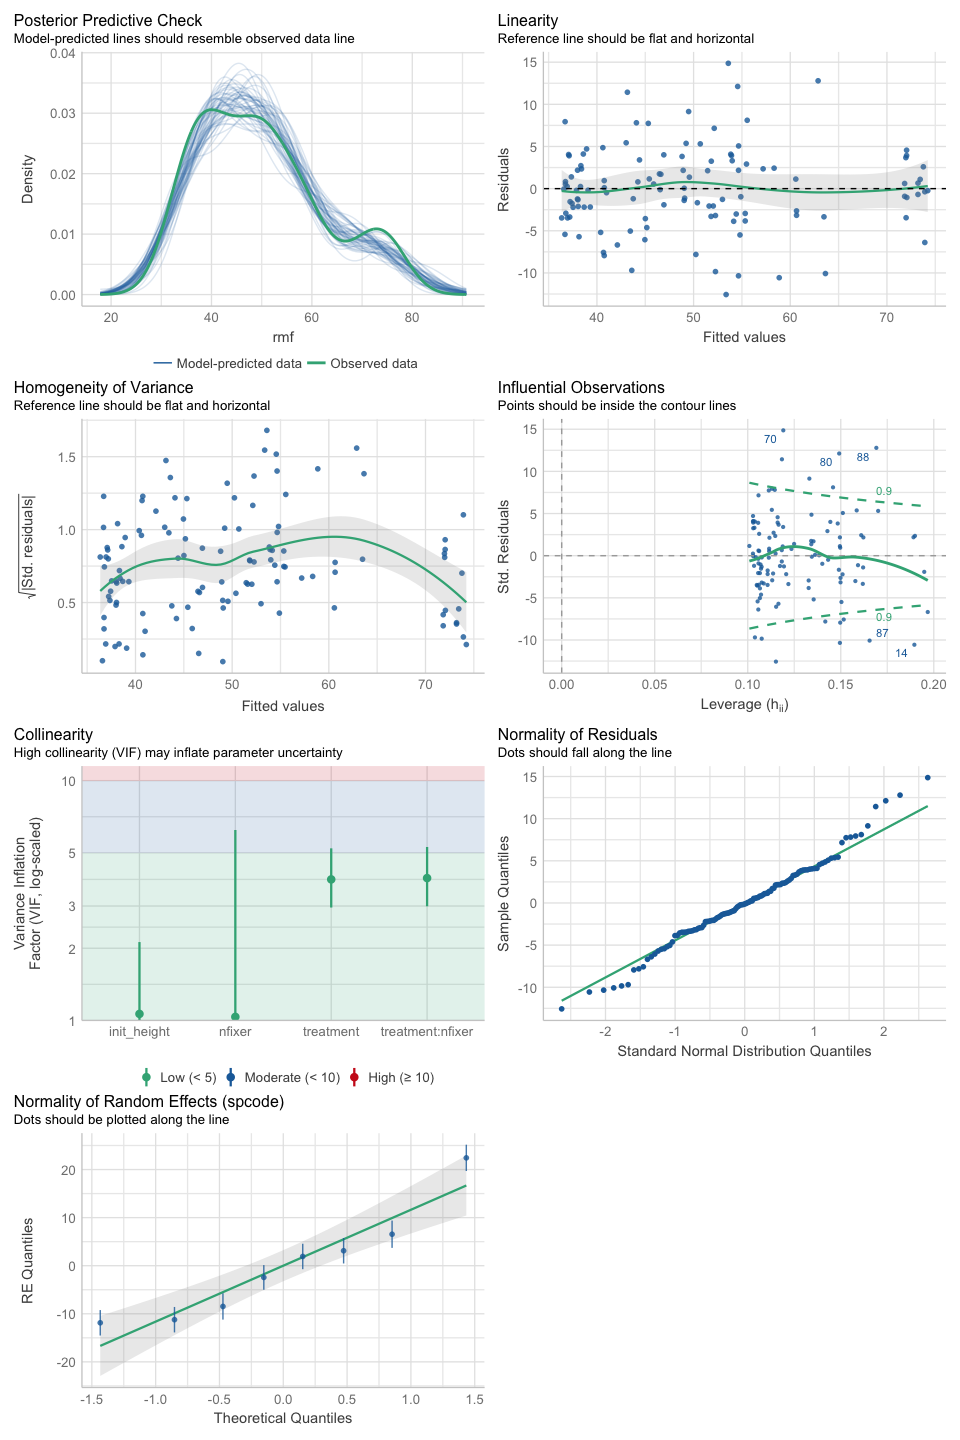 Posterior Predictive Check
Model-predicted lines should resemble observed data line
0.04
0.03
0.02
0.01
0.00
Density
20 40 60 80
rmf
Model-predicted data Observed data
Linearity
Reference line should be flat and horizontal
15
10
5
0
-5
-10
Residuals
40 50 60 70
Fitted values
Homogeneity of Variance
Reference line should be flat and horizontal
1.5
1.0
0.5
√|Std. residuals|
40 50 60 70
Fitted values
Influential Observations
Points should be inside the contour lines
15
10
5
0
-5
-10
Std. Residuals
70
80
88
0.9
0.9
87
14
0.00 0.05 0.10 0.15 0.20
Leverage (hii)
Collinearity
High collinearity (VIF) may inflate parameter uncertainty
10
5
3
2
1
Variance Inflation
Factor (VIF, log-scaled)
init_height nfixer treatment treatment:nfixer
Low (< 5) Moderate (< 10) High (≥ 10)
Normality of Residuals
Dots should fall along the line
15
10
5
0
-5
-10
Sample Quantiles
-2 -1 0 1 2
Standard Normal Distribution Quantiles
Normality of Random Effects (spcode)
Dots should be plotted along the line
20
10
0
-10
-20
RE Quantiles
-1.5 -1.0 -0.5 0.0 0.5 1.0 1.5
Theoretical Quantiles